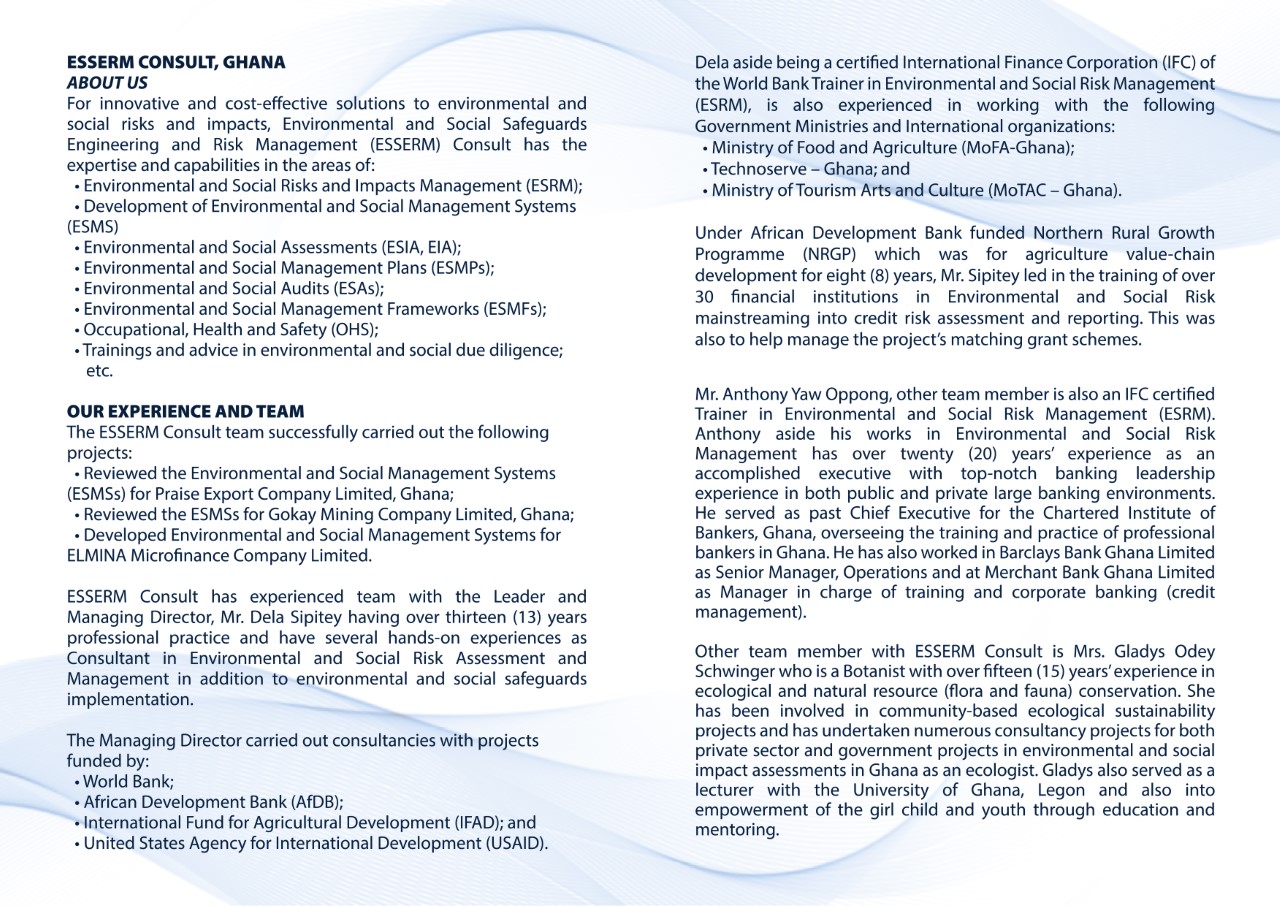 ESSERM CONSULT, GHANA
ABOUT US
For innovative and cost-effective solutions to environmental and
social risks and impacts, Environmental and Social Safeguards
Engineering and Risk Management (ESSERM) Consult has the
expertise and capabilities in the areas of:
• Environmental and Social Risks and Impacts Management (ESRM);
• Development of Environmental and Social Management Systems
(ESMS)
• Environmental and Social Assessments (ESIA, EIA);
• Environmental and Social Management Plans (ESMPs);
• Environmental and Social Audits (ESAs);
• Environmental and Social Management Frameworks (ESMFs);
• Occupational, Health and Safety (OHS);
• Trainings and advice in environmental and social due diligence;
etc.
OUR EXPERIENCE AND TEAM
The ESSERM Consult team successfully carried out the following
projects:
• Reviewed the Environmental and Social Management Systems
(ESMSs) for Praise Export Company Limited, Ghana;
• Reviewed the ESMSs for Gokay Mining Company Limited, Ghana;
• Developed Environmental and Social Management Systems for
ELMINA Microfinance Company Limited.
ESSERM Consult has experienced team with the Leader and
Managing Director, Mr. Dela Sipitey having over thirteen (13) years
professional practice and have several hands-on experiences as
Consultant in Environmental and Social Risk Assessment and
Management in addition to environmental and social safeguards
implementation.
The Managing Director carried out consultancies with projects
funded by:
• World Bank;
• African Development Bank (AfDB);
• International Fund for Agricultural Development (IFAD); and
• United States Agency for International Development (USAID).
Dela aside being a certified International Finance Corporation (IFC) of
the World Bank Trainer in Environmental and Social Risk Management
(ESRM), is also experienced in working with the following
Government Ministries and International organizations:
• Ministry of Food and Agriculture (MoFA-Ghana);
• Technoserve – Ghana; and
• Ministry of Tourism Arts and Culture (MoTAC – Ghana).
Under African Development Bank funded Northern Rural Growth
Programme (NRGP) which was for agriculture value-chain
development for eight (8) years, Mr. Sipitey led in the training of over
30 financial institutions in Environmental and Social Risk
mainstreaming into credit risk assessment and reporting. This was
also to help manage the project’s matching grant schemes.
Mr. Anthony Yaw Oppong, other team member is also an IFC certified
Trainer in Environmental and Social Risk Management (ESRM).
Anthony aside his works in Environmental and Social Risk
Management has over twenty (20) years’ experience as an
accomplished executive with top-notch banking leadership
experience in both public and private large banking environments.
He served as past Chief Executive for the Chartered Institute of
Bankers, Ghana, overseeing the training and practice of professional
bankers in Ghana. He has also worked in Barclays Bank Ghana Limited
as Senior Manager, Operations and at Merchant Bank Ghana Limited
as Manager in charge of training and corporate banking (credit
management).
Other team member with ESSERM Consult is Mrs. Gladys Odey
Schwinger who is a Botanist with over fifteen (15) years’ experience in
ecological and natural resource (flora and fauna) conservation. She
has been involved in community-based ecological sustainability
projects and has undertaken numerous consultancy projects for both
private sector and government projects in environmental and social
impact assessments in Ghana as an ecologist. Gladys also served as a
lecturer with the University of Ghana, Legon and also into
empowerment of the girl child and youth through education and
mentoring.